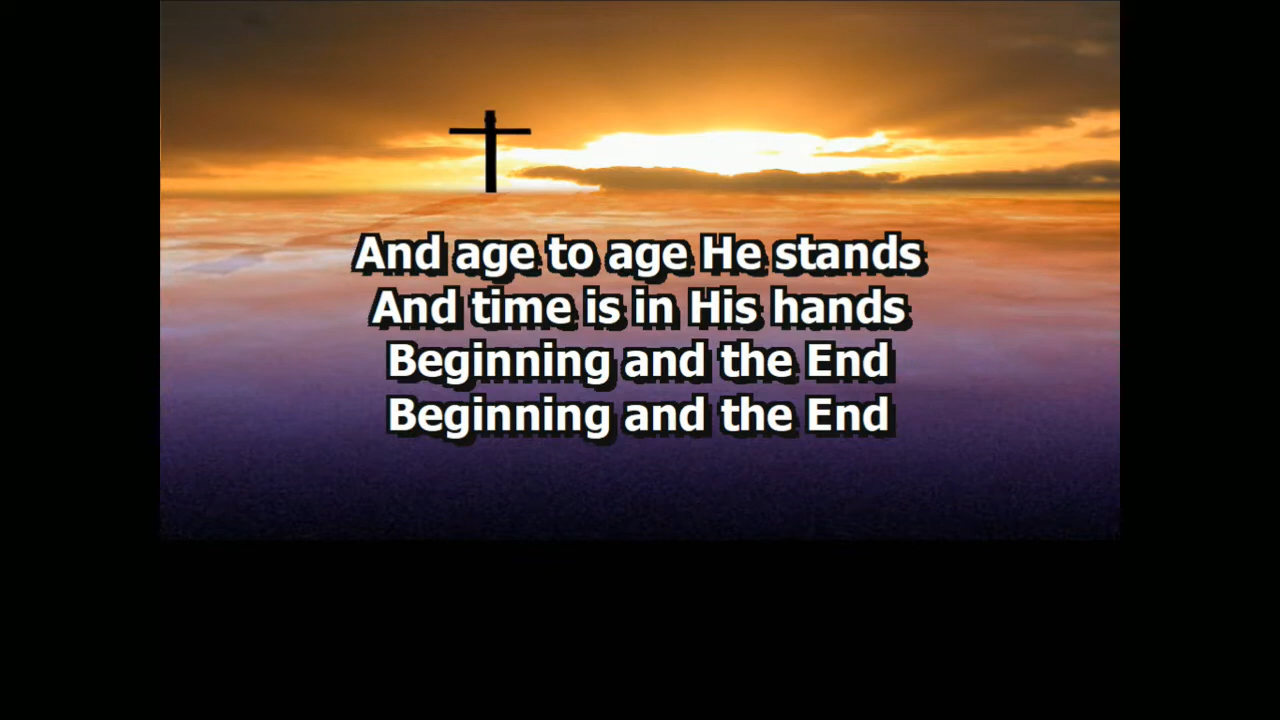 And age to age He stands
And time is in His hands
Beginning and the End
Beginning and the End